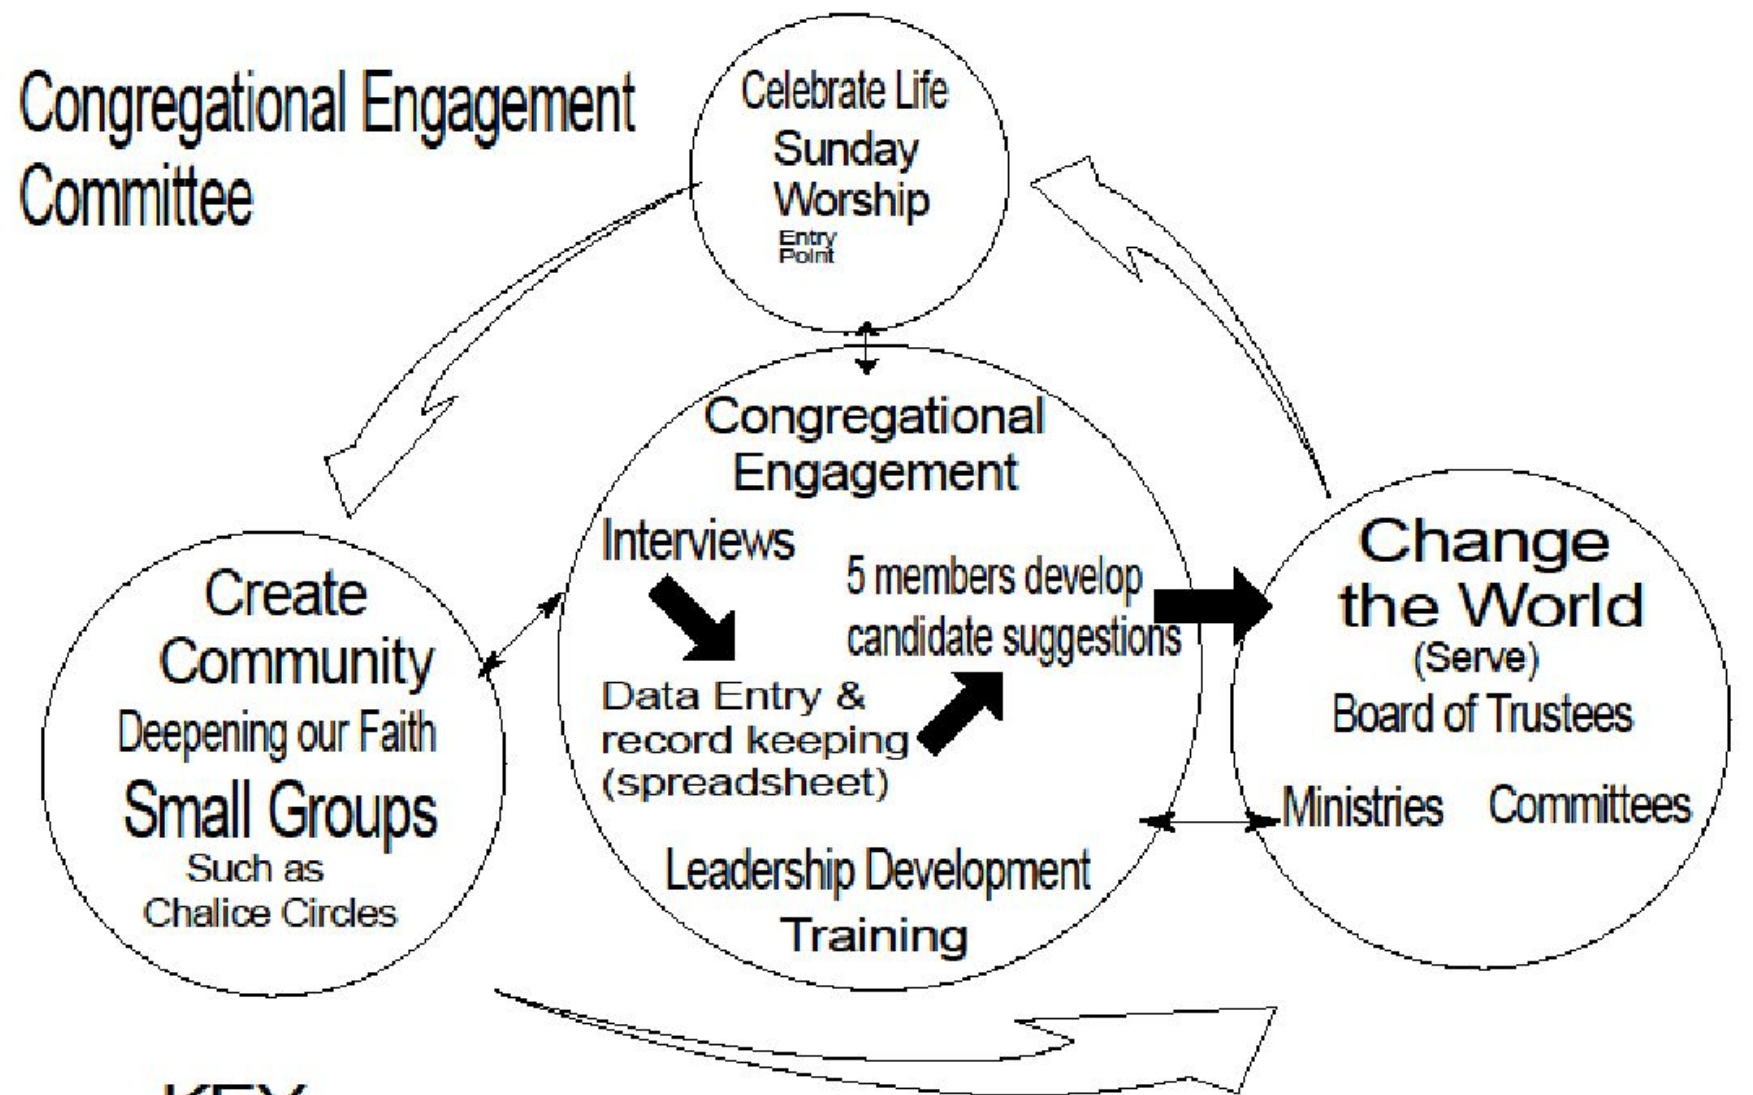 Congregational Engagement
Committee
Celebrate Life
Sunday
Worship
Entry
Point
Congregational
Engagement
Interviews
5 members develop
candidate suggestions
Data Entry &
record keeping
(spreadsheet)
Leadership Development
Training
Create
Community
Deepening our Faith
Small Groups
Such as
Chalice Circles
Change
the World
(Serve)
Board of Trustees
Ministries Committees
KEY